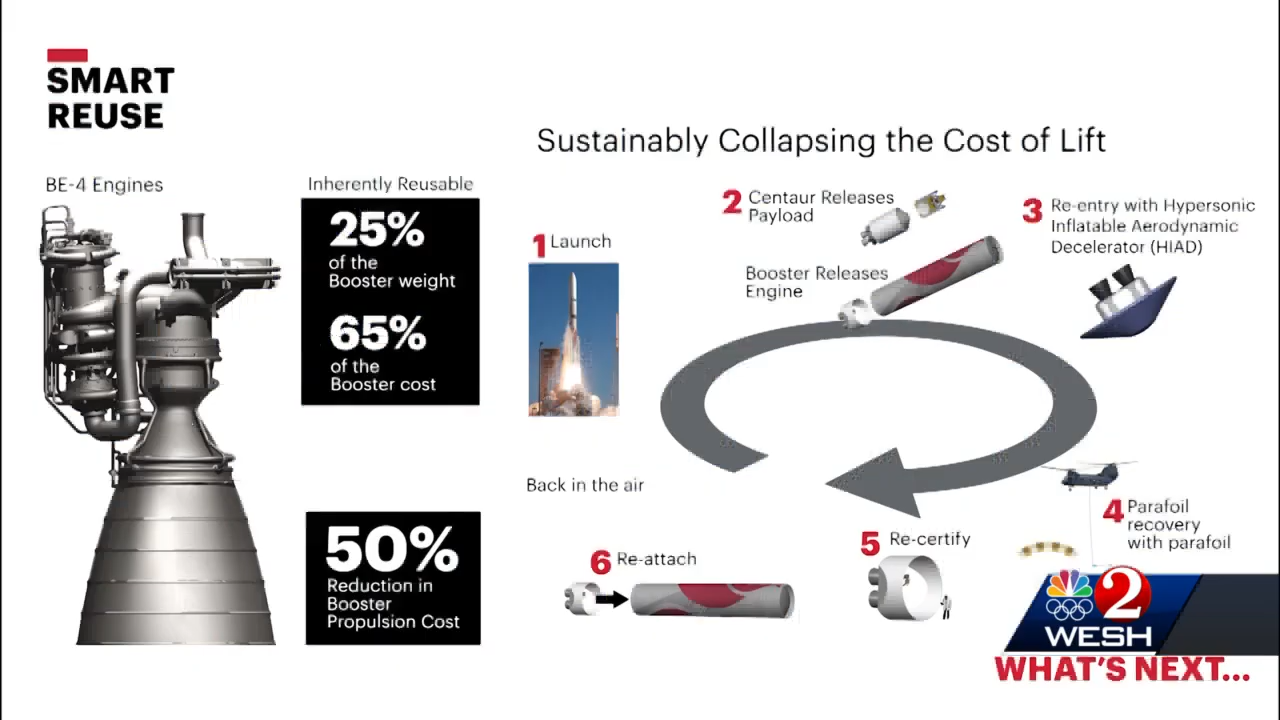 SMART
REUSE
Sustainably Collapsing the Cost of Lift
BE-4 Engines
Inherently Reusable
25%
of the
Booster weight
65%
of the
Booster cost
50%
Reduction in
Booster
Propulsion Cost
1 Launch
2 Centaur Releases
Payload
Booster Releases
Engine
3 Re-entry with Hypersonic
Inflatable Aerodynamic
Decelerator (HIAD)
4 Parafoil
recovery
with parafoil
5 Re-certify
6 Re-attach
Back in the air
2
WESH
WHAT'S NEXT...